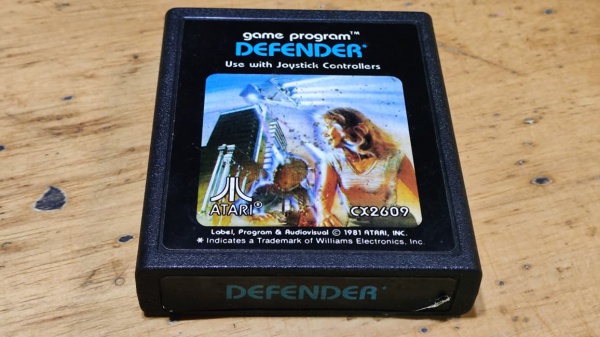 game program™
DEFENDER*
Use with Joystick Controllers
ATARI®
CX2609
Label, Program & Audiovisual © 1981 ATARI, INC.
* Indicates a Trademark of Williams Electronics, Inc.
DEFENDER*